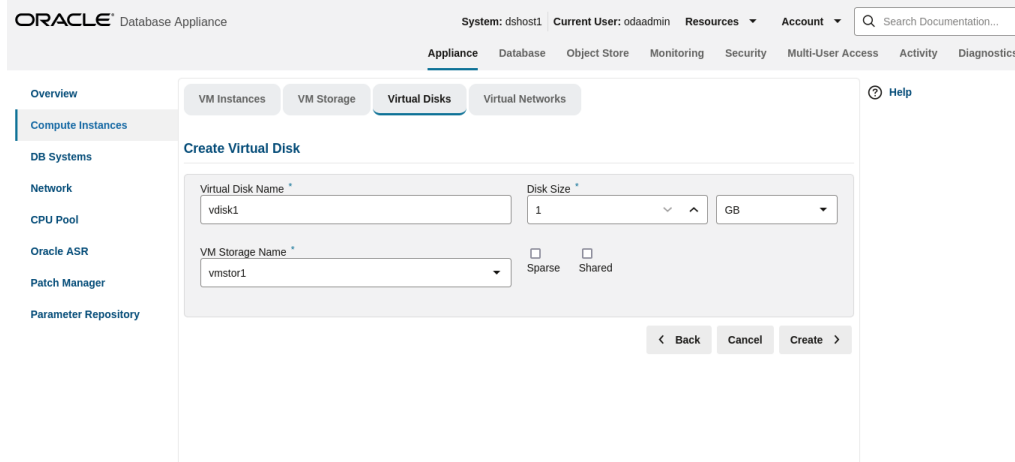 ORACLE® Database Appliance
System: dshost1 Current User: odaadmin Resources Account Search Documentation...
Appliance Database Object Store Monitoring Security Multi-User Access Activity Diagnostics
Overview
Compute Instances
DB Systems
Network
CPU Pool
Oracle ASR
Patch Manager
Parameter Repository
VM Instances VM Storage Virtual Disks Virtual Networks
Create Virtual Disk
Virtual Disk Name * Disk Size *
vdisk1 1 GB
VM Storage Name *
vmstor1 Sparse Shared
Back Cancel Create
Help